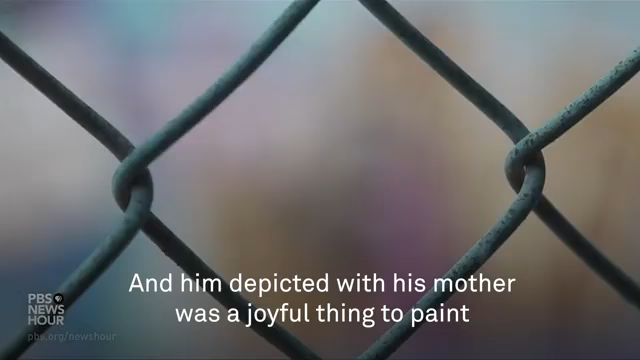 And him depicted with his mother
was a joyful thing to paint
PBS
NEWS
HOUR
pbs.org/newshour